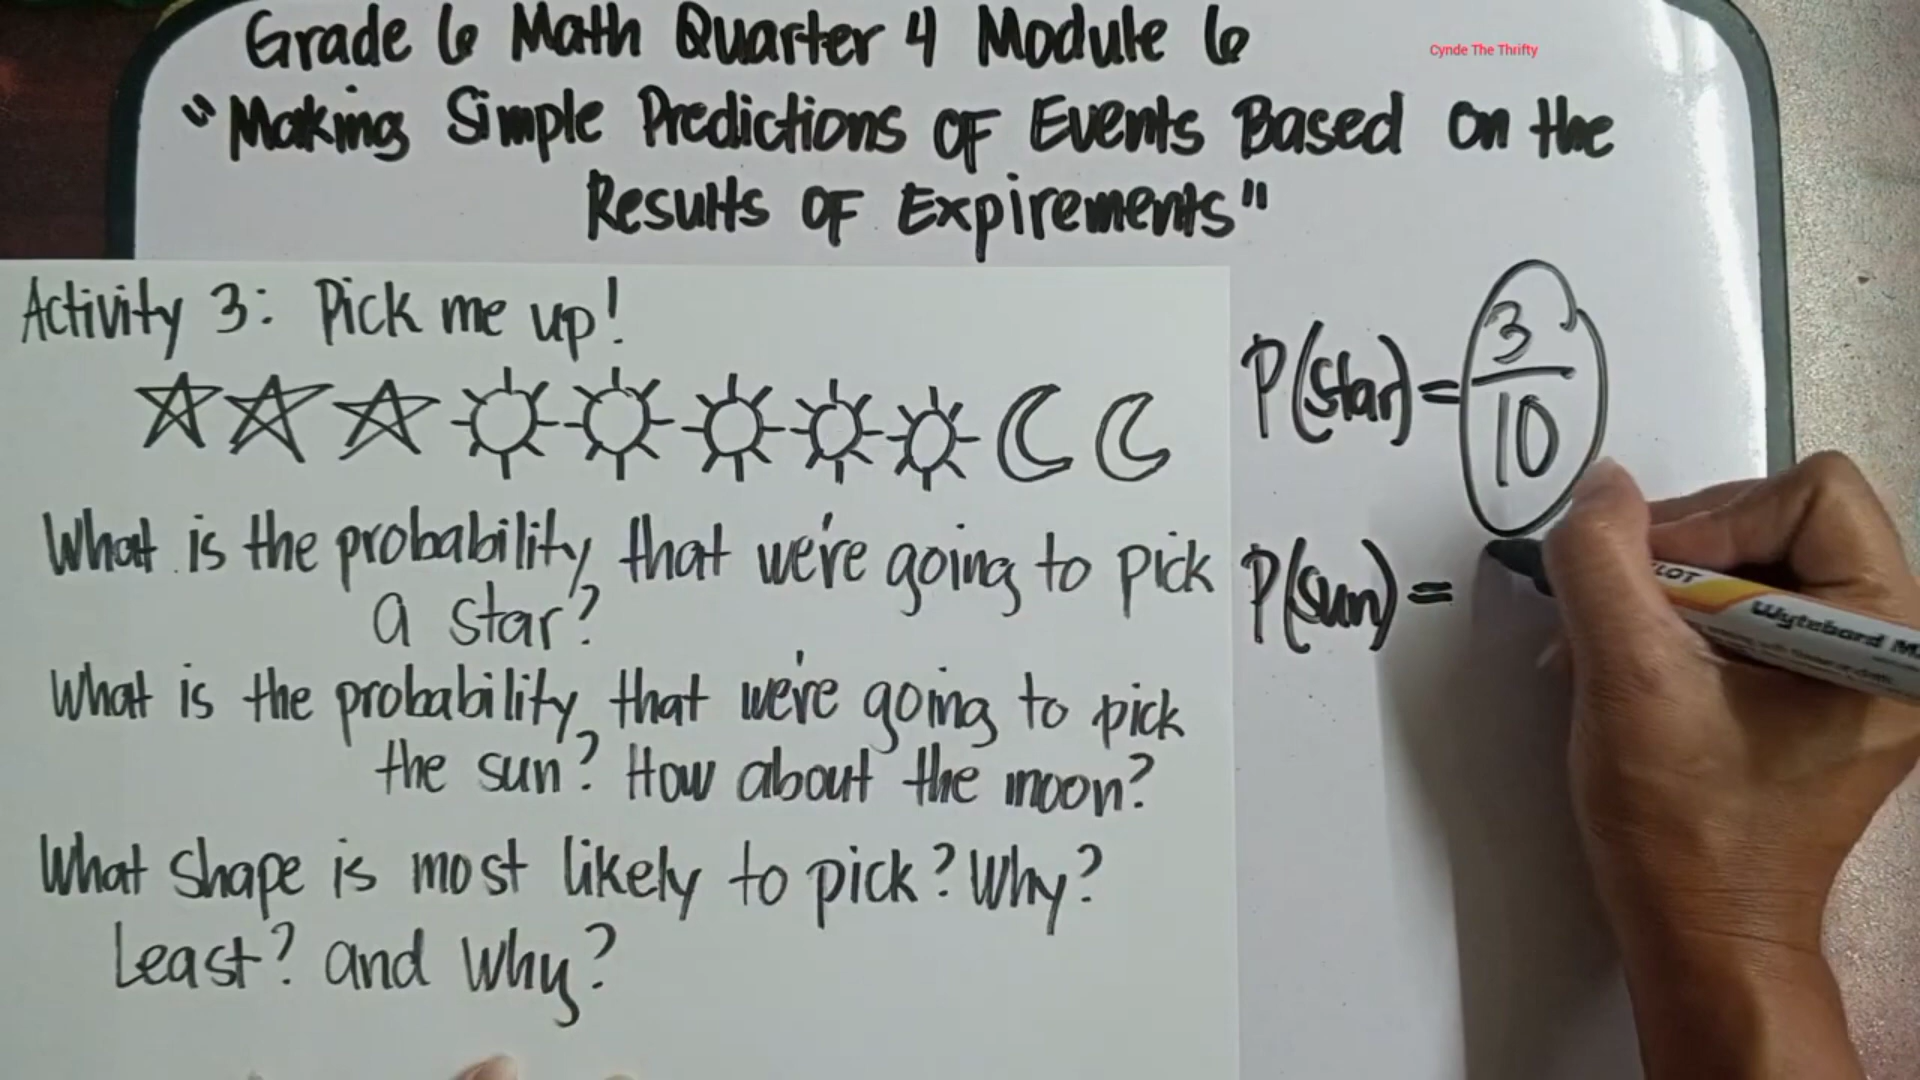 Grade 6 Math Quarter 4 Module 6
Cynde The Thrifty
"Making Simple Predictions OF Events Based on the
Results OF Expirements"
Activity 3: Pick me up!
What is the probability that we're going to pick
a star?
What is the probability that we're going to pick
the sun? How about the moon?
What shape is most likely to pick? Why?
Least? and Why?
P(star) = 3/10
P(sun) =
Wytebord M